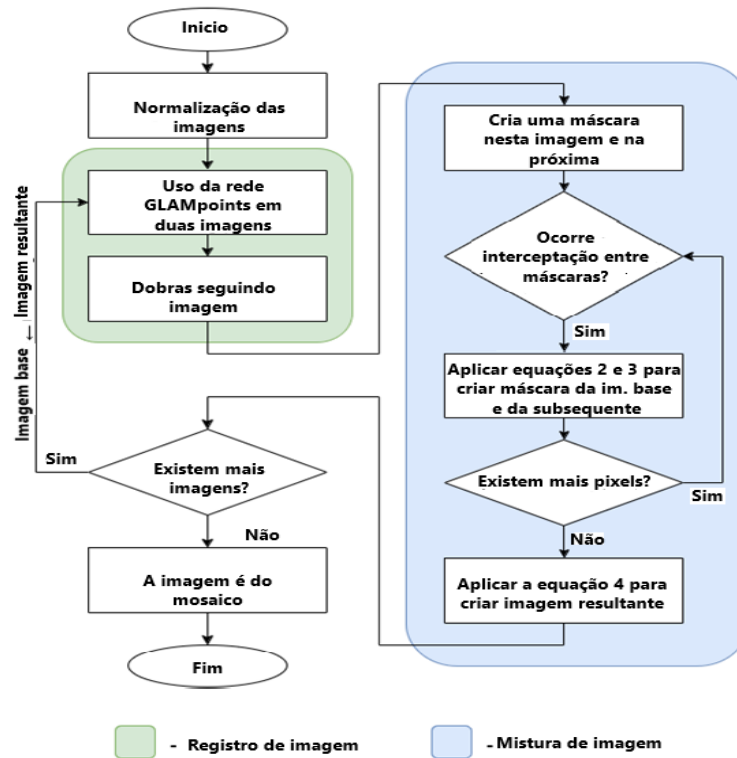 Inicio
Normalização das
imagens
Uso da rede
GLAMpoints em
duas imagens
Dobras seguindo
imagem
Imagem base ← Imagem resultante
Cria uma máscara
nesta imagem e na
próxima
Ocorre
interceptação entre
máscaras?
Sim
Aplicar equações 2 e 3 para
criar máscara da im. base
e da subsequente
Existem mais pixels?
Sim
Não
Aplicar a equação 4 para
criar imagem resultante
Existem mais
imagens?
Sim
Não
A imagem é do
mosaico
Fim
- Registro de imagem
- Mistura de imagem